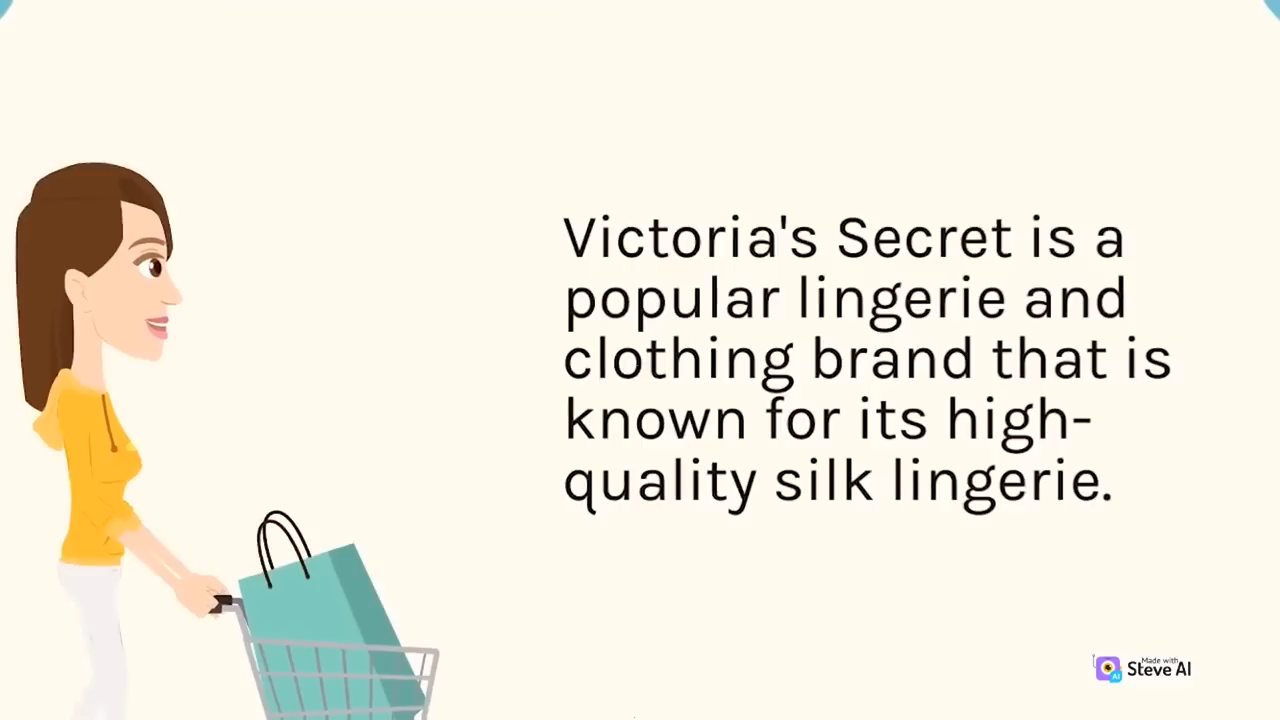 Victoria's Secret is a
popular lingerie and
clothing brand that is
known for its high-
quality silk lingerie.
Made with
Steve AI
AI